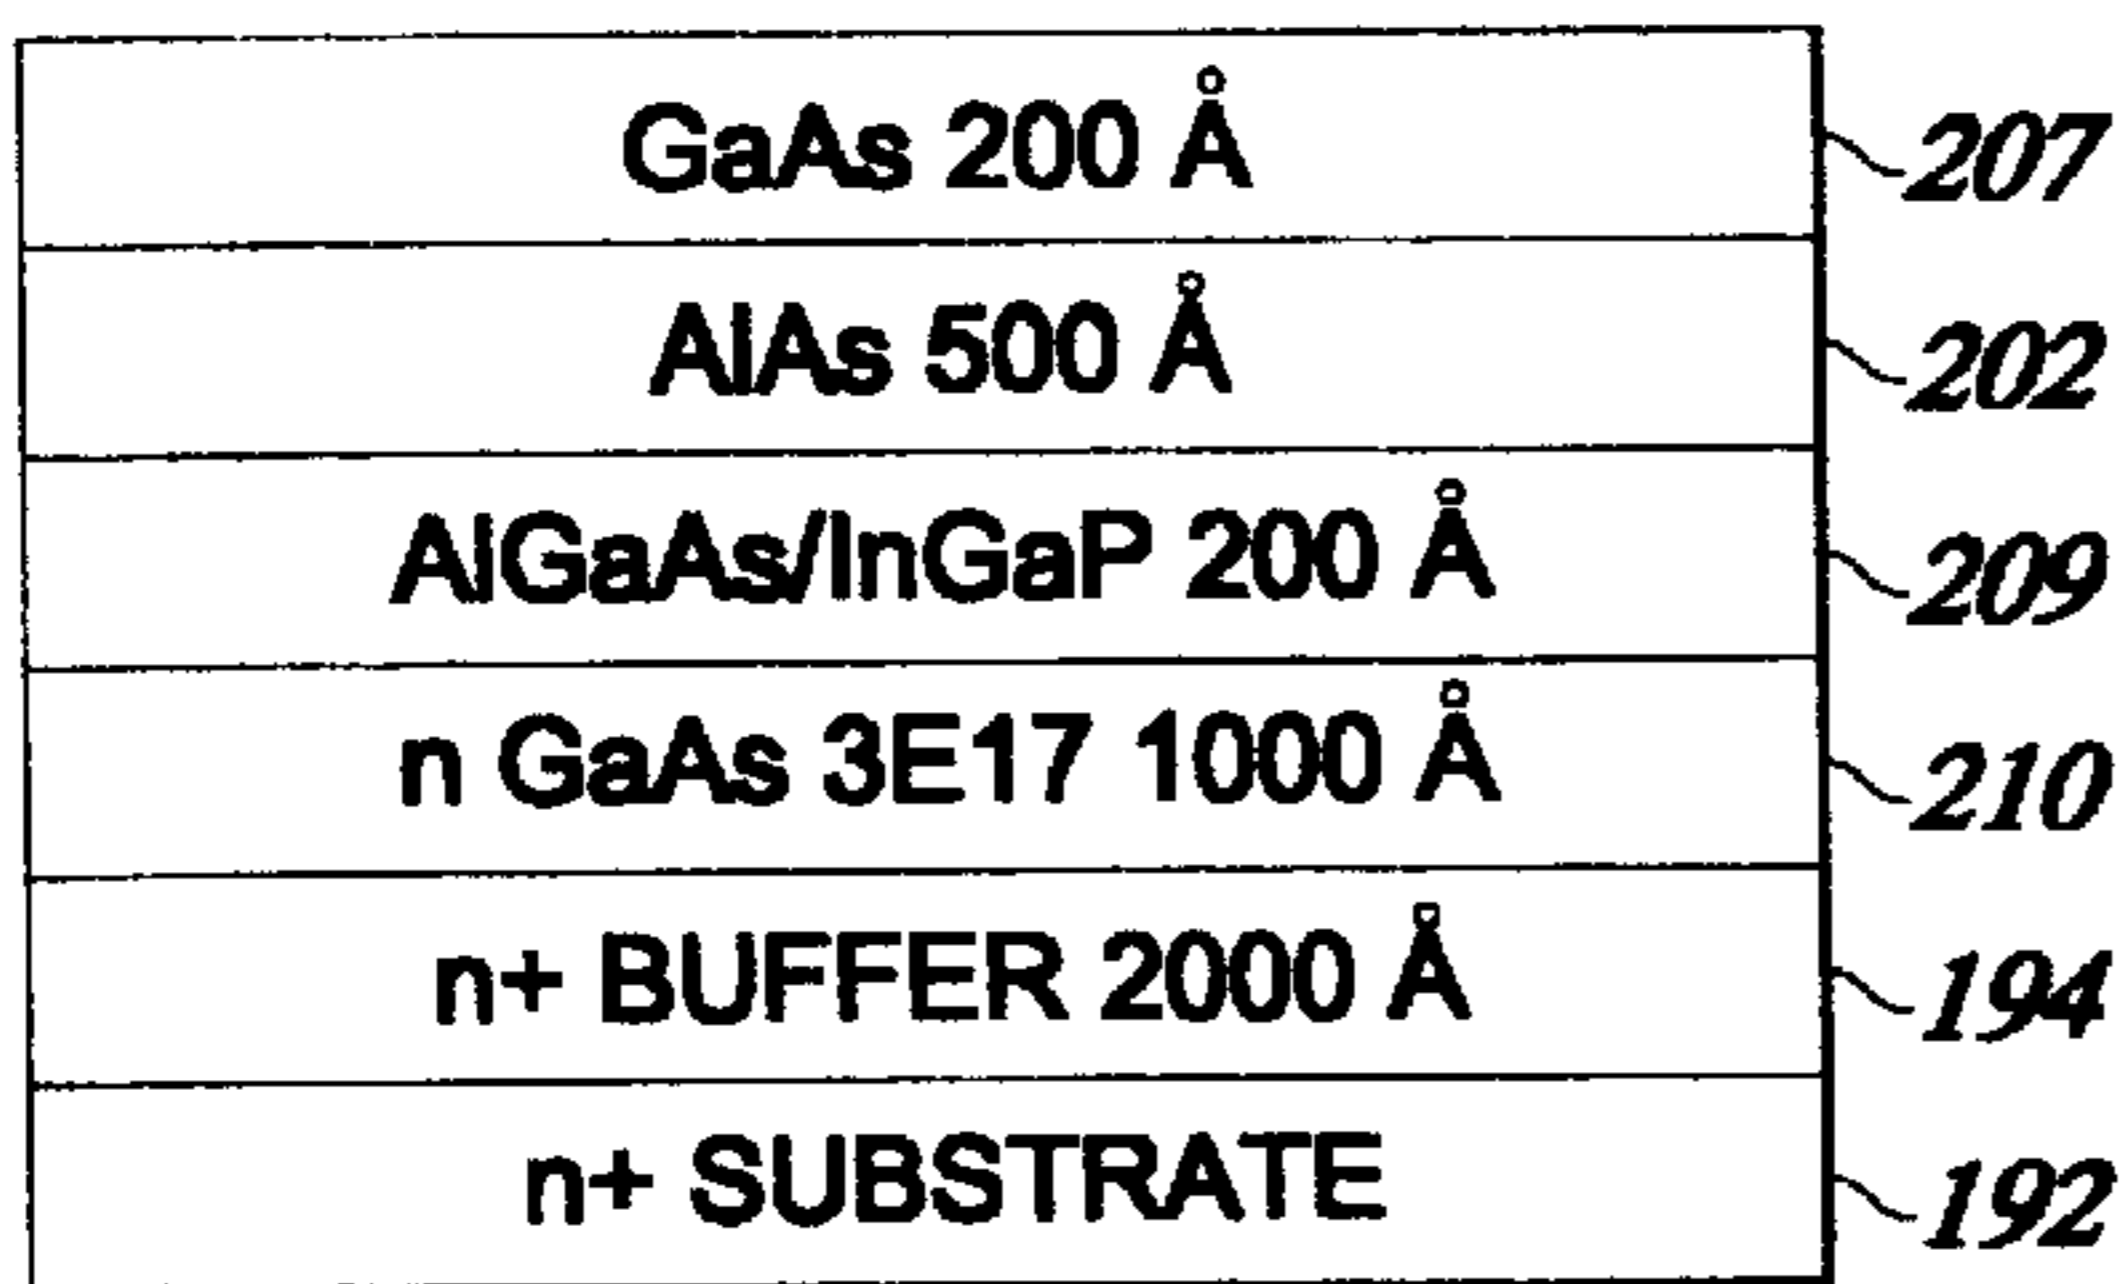 GaAs 200 Å 207
AlAs 500 Å 202
AlGaAs/InGaP 200 Å 209
n GaAs 3E17 1000 Å 210
n+ BUFFER 2000 Å 194
n+ SUBSTRATE 192